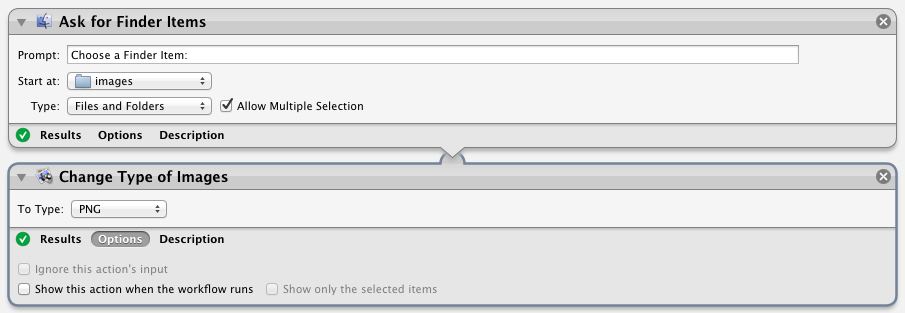 Ask for Finder Items
Prompt: Choose a Finder Item:
Start at: images
Type: Files and Folders Allow Multiple Selection
Results Options Description
Change Type of Images
To Type: PNG
Results Options Description
Ignore this action's input
Show this action when the workflow runs Show only the selected items